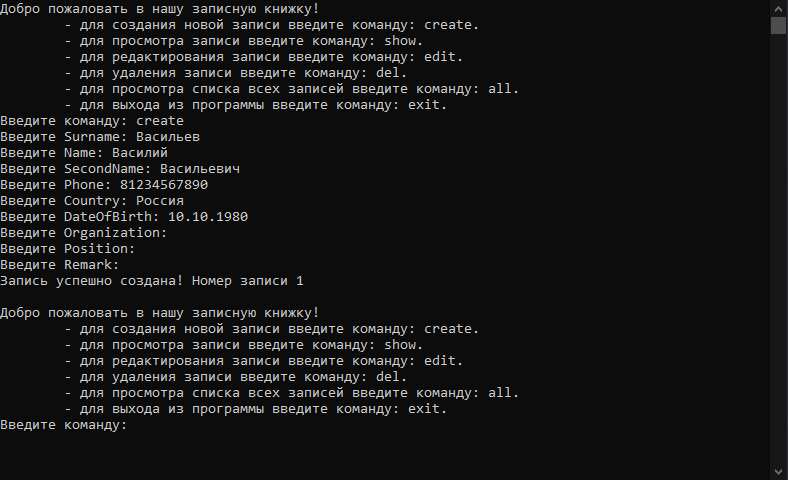 Добро пожаловать в нашу записную книжку!
- для создания новой записи введите команду: create.
- для просмотра записи введите команду: show.
- для редактирования записи введите команду: edit.
- для удаления записи введите команду: del.
- для просмотра списка всех записей введите команду: all.
- для выхода из программы введите команду: exit.
Введите команду: create
Введите Surname: Васильев
Введите Name: Василий
Введите SecondName: Васильевич
Введите Phone: 81234567890
Введите Country: Россия
Введите DateOfBirth: 10.10.1980
Введите Organization:
Введите Position:
Введите Remark:
Запись успешно создана! Номер записи 1
Добро пожаловать в нашу записную книжку!
- для создания новой записи введите команду: create.
- для просмотра записи введите команду: show.
- для редактирования записи введите команду: edit.
- для удаления записи введите команду: del.
- для просмотра списка всех записей введите команду: all.
- для выхода из программы введите команду: exit.
Введите команду: